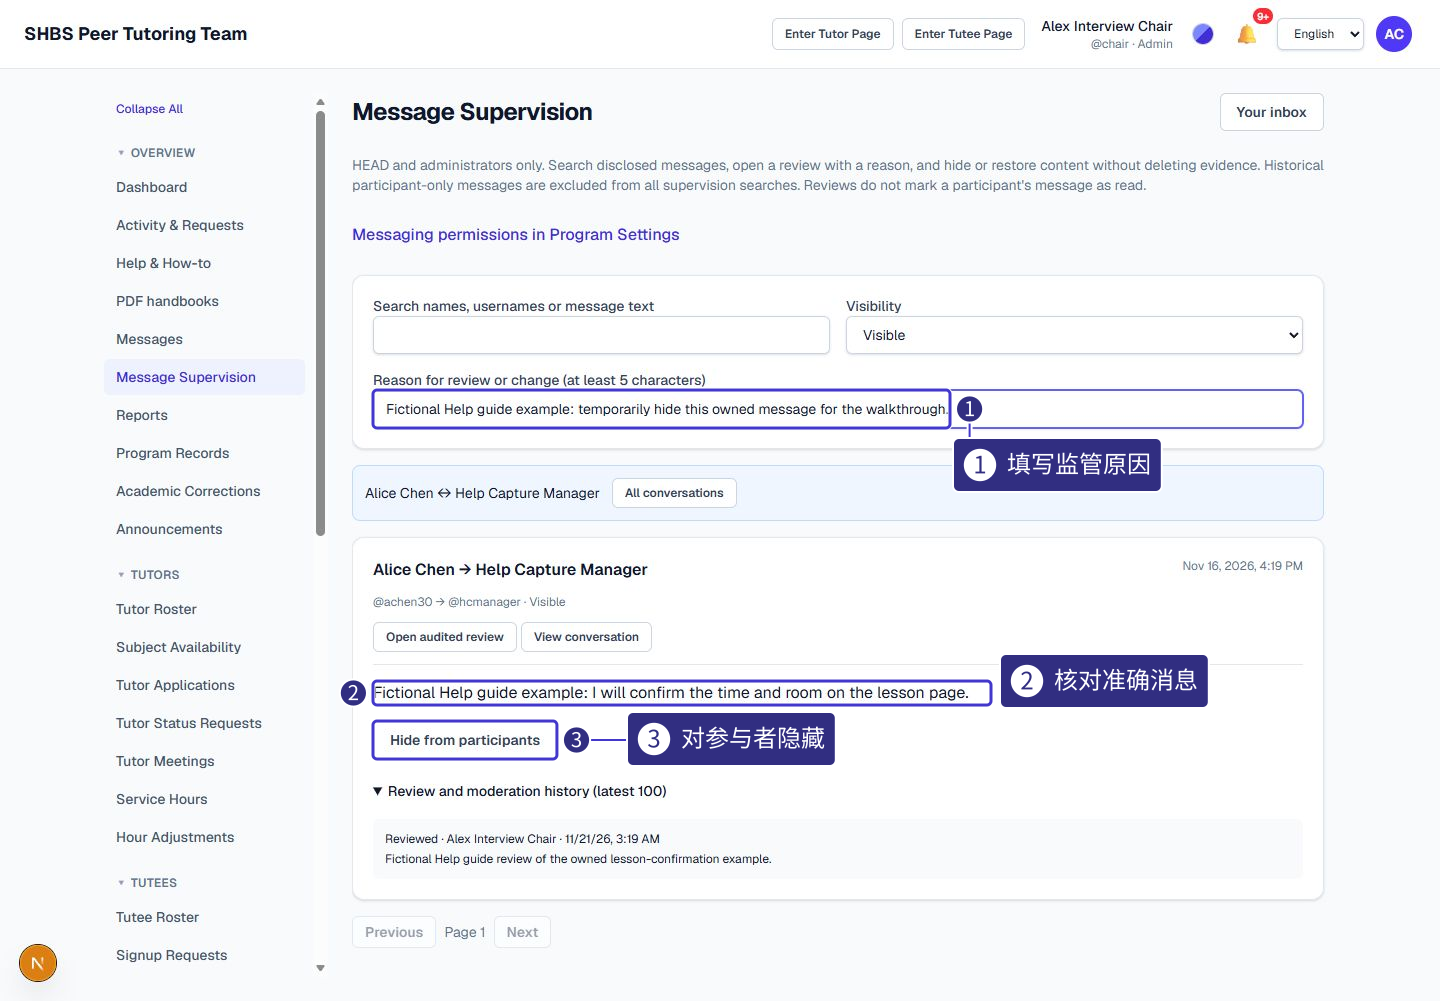 SHBS Peer Tutoring Team
Enter Tutor Page
Enter Tutee Page
Alex Interview Chair
@chair · Admin
9+
English
AC
Collapse All
OVERVIEW
Dashboard
Activity & Requests
Help & How-to
PDF handbooks
Messages
Message Supervision
Reports
Program Records
Academic Corrections
Announcements
TUTORS
Tutor Roster
Subject Availability
Tutor Applications
Tutor Status Requests
Tutor Meetings
Service Hours
Hour Adjustments
TUTEES
Tutee Roster
Signup Requests
N
Message Supervision
Your inbox
HEAD and administrators only. Search disclosed messages, open a review with a reason, and hide or restore content without deleting evidence. Historical
participant-only messages are excluded from all supervision searches. Reviews do not mark a participant's message as read.
Messaging permissions in Program Settings
Search names, usernames or message text
Visibility
Visible
Reason for review or change (at least 5 characters)
Fictional Help guide example: temporarily hide this owned message for the walkthrough.
1
1 填写监管原因
Alice Chen ↔ Help Capture Manager
All conversations
Alice Chen → Help Capture Manager
Nov 16, 2026, 4:19 PM
@achen30 → @hcmanager · Visible
Open audited review
View conversation
2
Fictional Help guide example: I will confirm the time and room on the lesson page.
2 核对准确消息
Hide from participants
3
3 对参与者隐藏
▼ Review and moderation history (latest 100)
Reviewed · Alex Interview Chair · 11/21/26, 3:19 AM
Fictional Help guide review of the owned lesson-confirmation example.
Previous
Page 1
Next